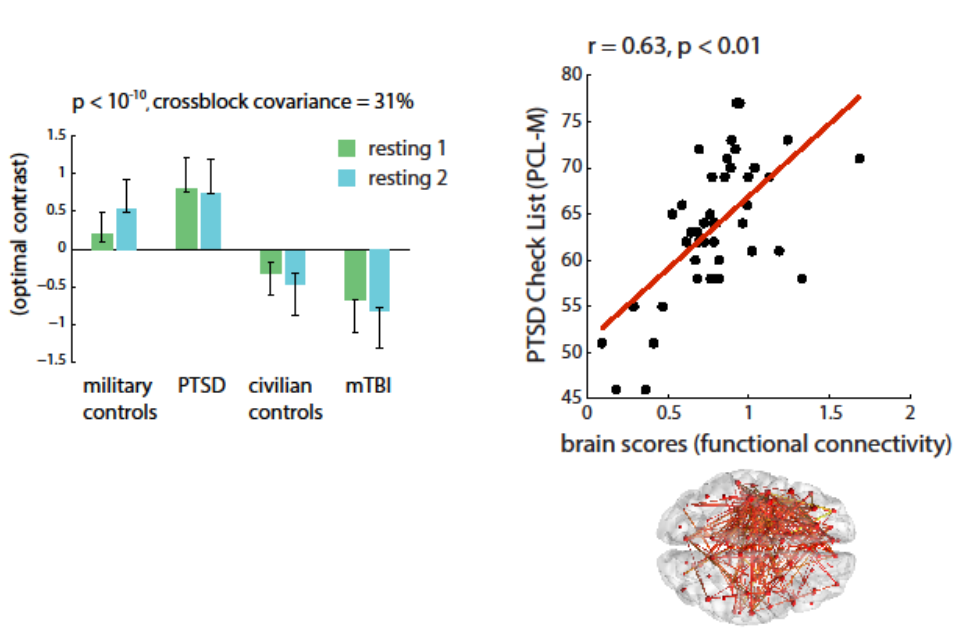 p < 10⁻¹⁰, crossblock covariance = 31%
(optimal contrast)
1.5
1
0.5
0
−0.5
−1
−1.5
resting 1
resting 2
military controls
PTSD
civilian controls
mTBI
r = 0.63, p < 0.01
PTSD Check List (PCL-M)
80
75
70
65
60
55
50
45
0
0.5
1
1.5
2
brain scores (functional connectivity)